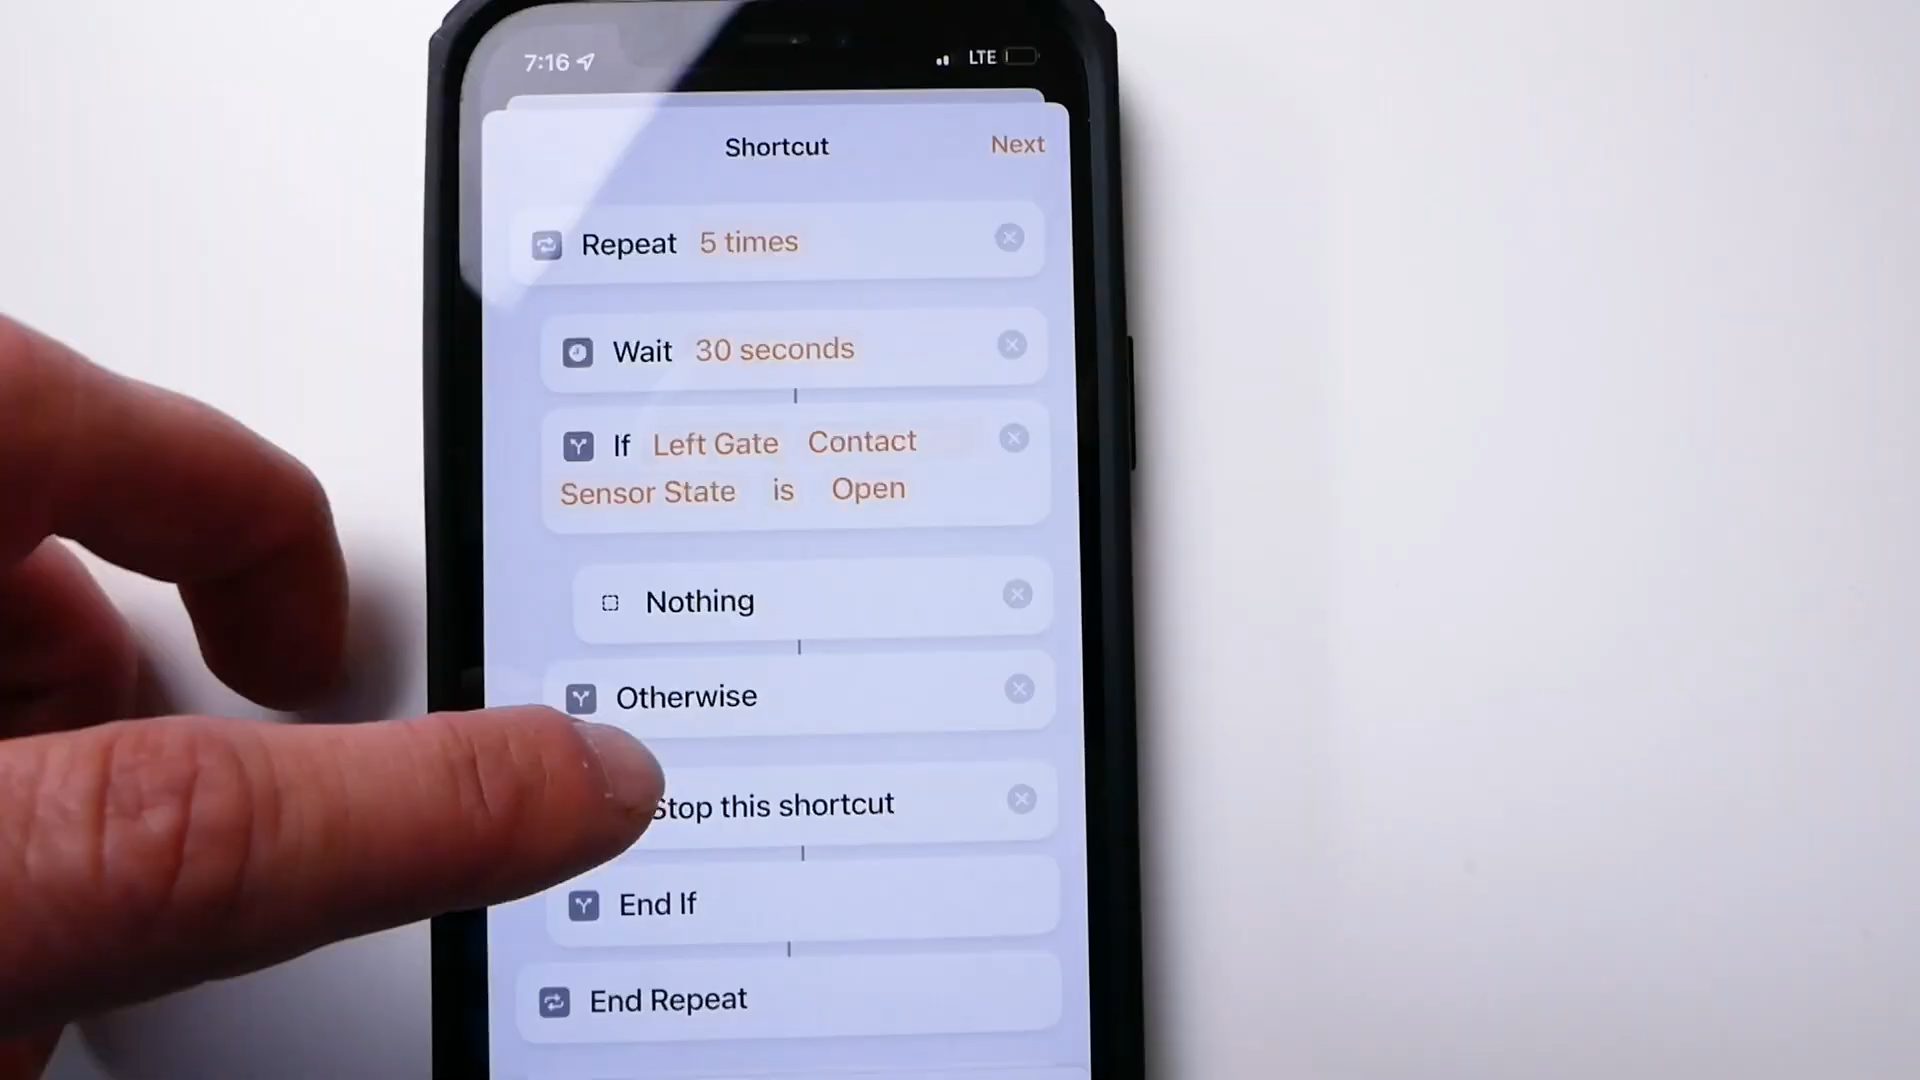 7:16
LTE
Shortcut
Next
Repeat 5 times
Wait 30 seconds
If Left Gate Contact
Sensor State is Open
Nothing
Otherwise
Stop this shortcut
End If
End Repeat